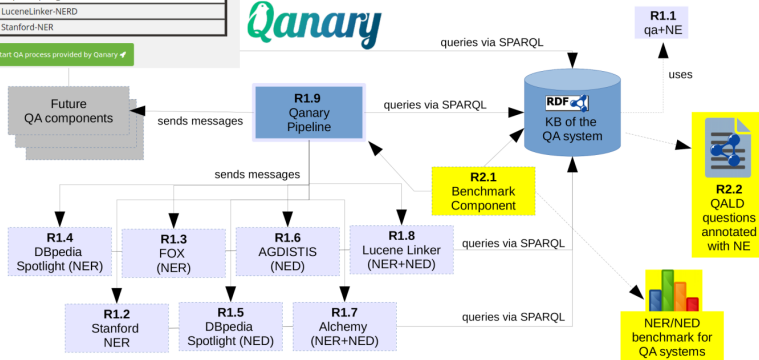 LuceneLinker-NERD
Stanford-NER
tart QA process provided by Qanary
Qanary
queries via SPARQL
R1.1
qa+NE
uses
Future
QA components
sends messages
R1.9
Qanary
Pipeline
queries via SPARQL
RDF
KB of the
QA system
R2.1
Benchmark
Component
R2.2
QALD
questions
annotated
with NE
sends messages
R1.4
DBpedia
Spotlight (NER)
R1.3
FOX
(NER)
R1.6
AGDISTIS
(NED)
R1.8
Lucene Linker
(NER+NED)
queries via SPARQL
R1.2
Stanford
NER
R1.5
DBpedia
Spotlight (NED)
R1.7
Alchemy
(NER+NED)
queries via SPARQL
NER/NED
benchmark for
QA systems